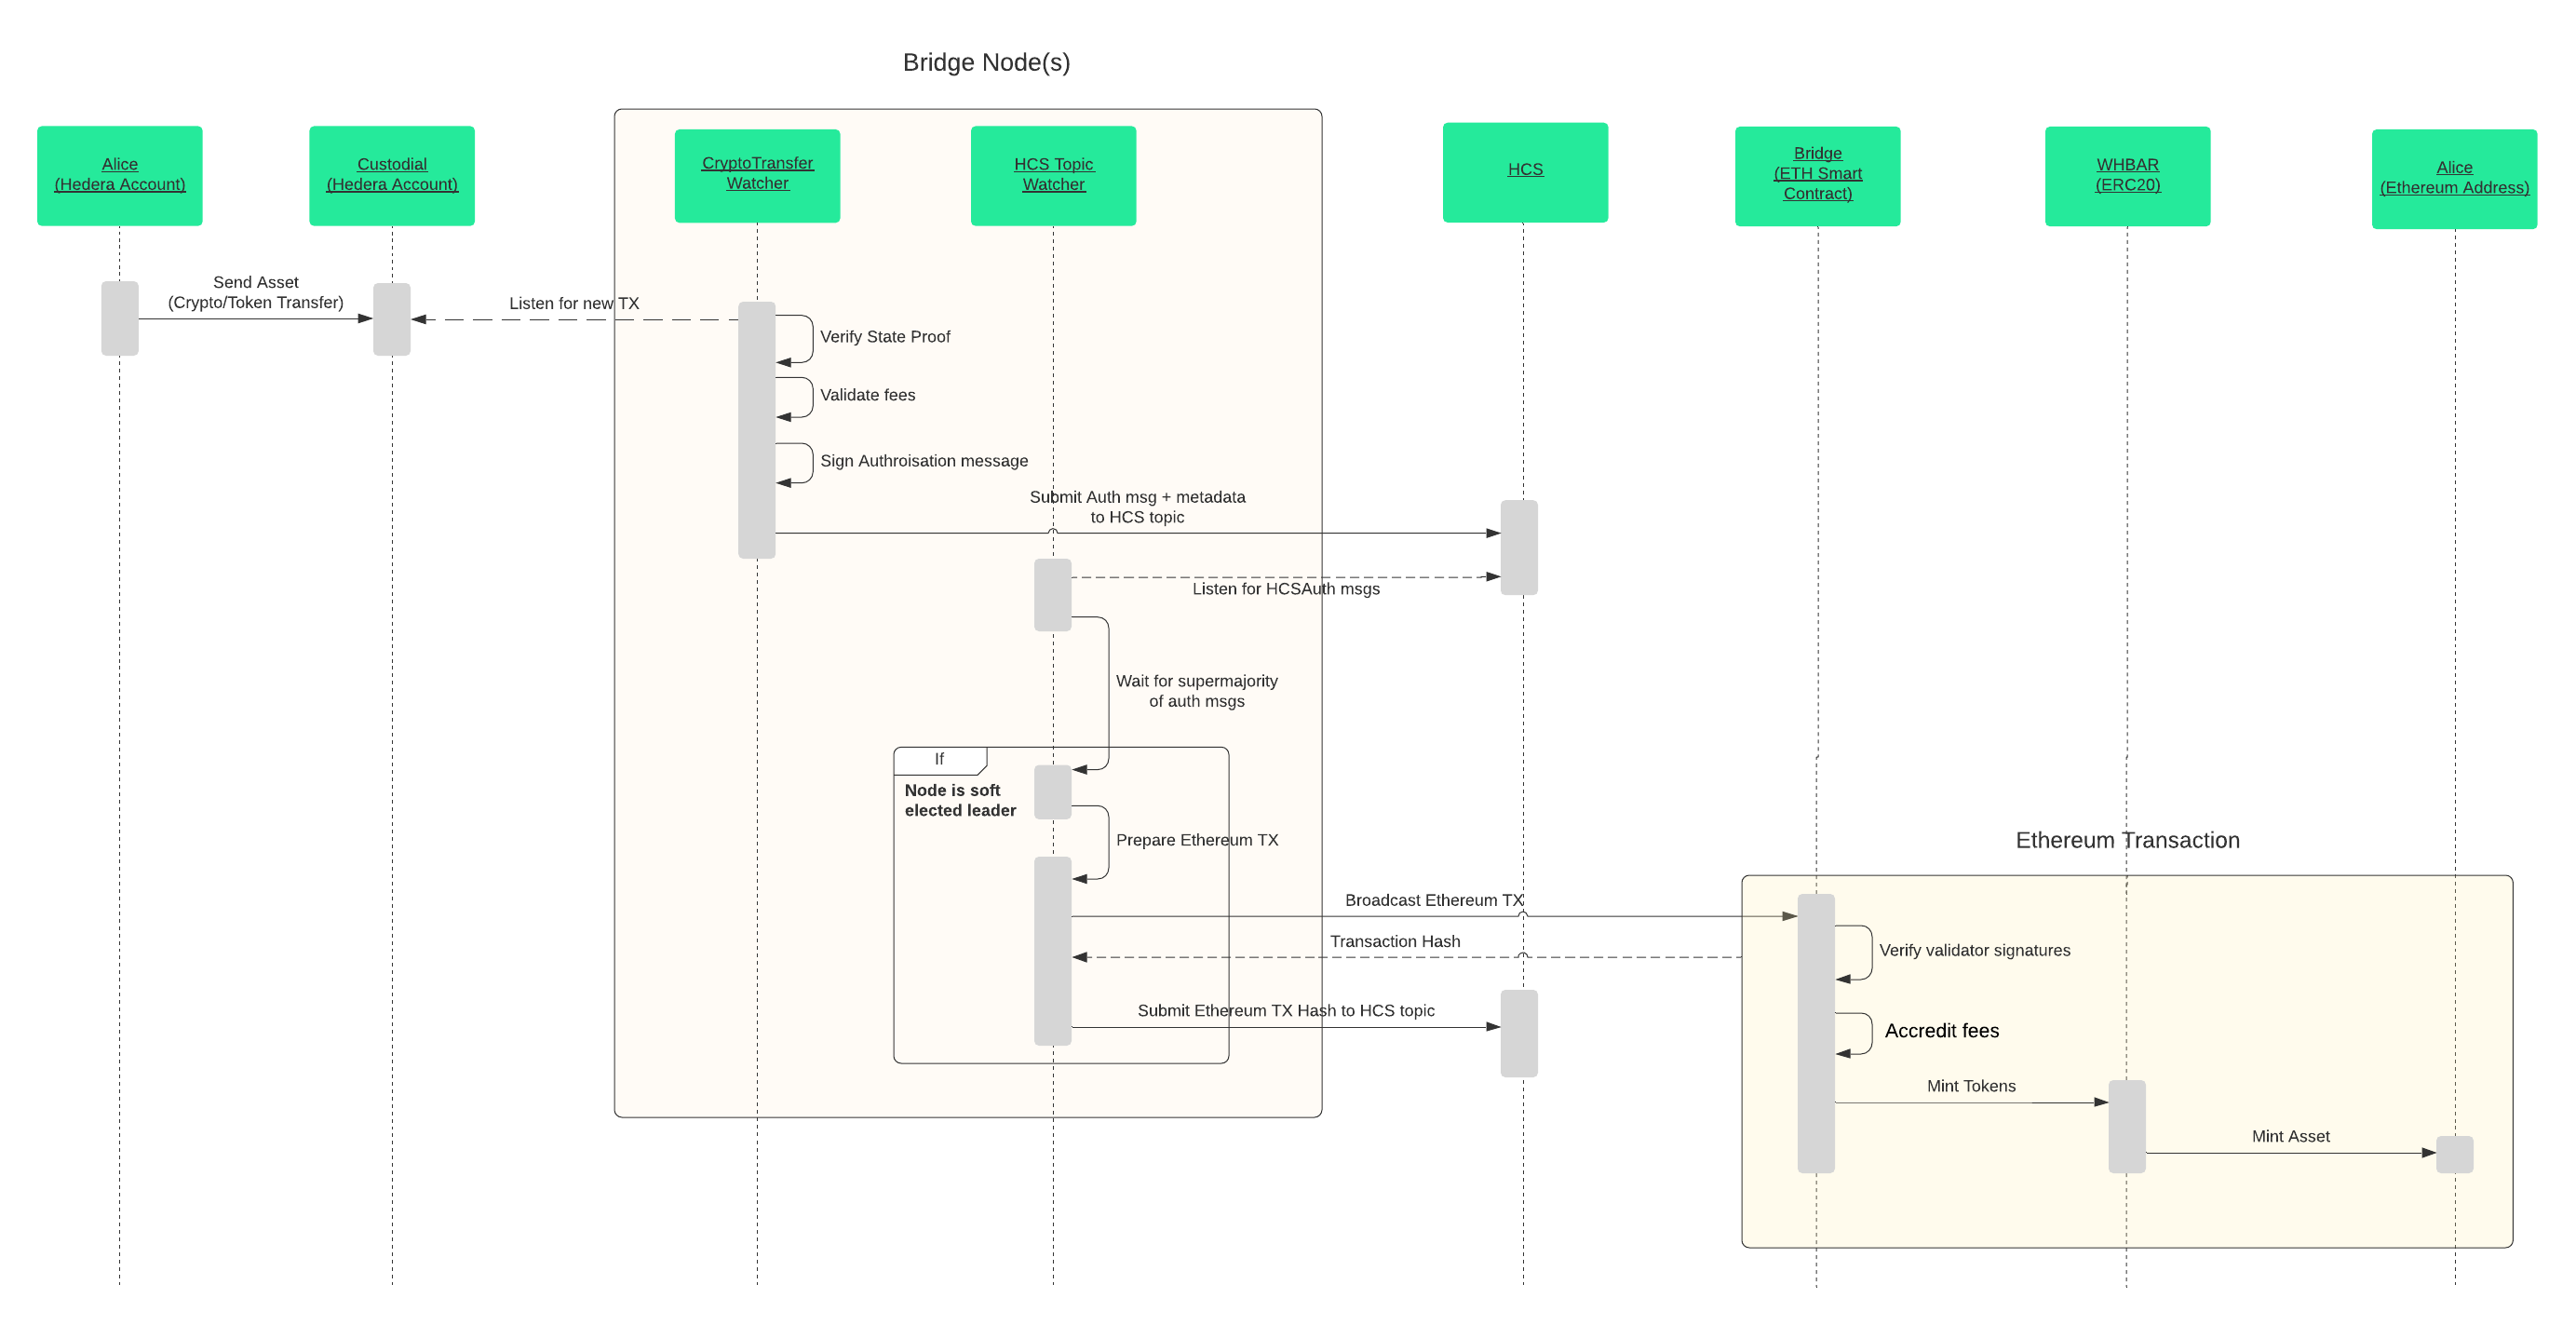 Bridge Node(s)
Alice
(Hedera Account)
Custodial
(Hedera Account)
CryptoTransfer
Watcher
HCS Topic
Watcher
HCS
Bridge
(ETH Smart
Contract)
WHBAR
(ERC20)
Alice
(Ethereum Address)
Send Asset
(Crypto/Token Transfer)
Listen for new TX
Verify State Proof
Validate fees
Sign Authroisation message
Submit Auth msg + metadata
to HCS topic
Listen for HCSAuth msgs
Wait for supermajority
of auth msgs
If
Node is soft
elected leader
Prepare Ethereum TX
Ethereum Transaction
Broadcast Ethereum TX
Transaction Hash
Verify validator signatures
Submit Ethereum TX Hash to HCS topic
Accredit fees
Mint Tokens
Mint Asset